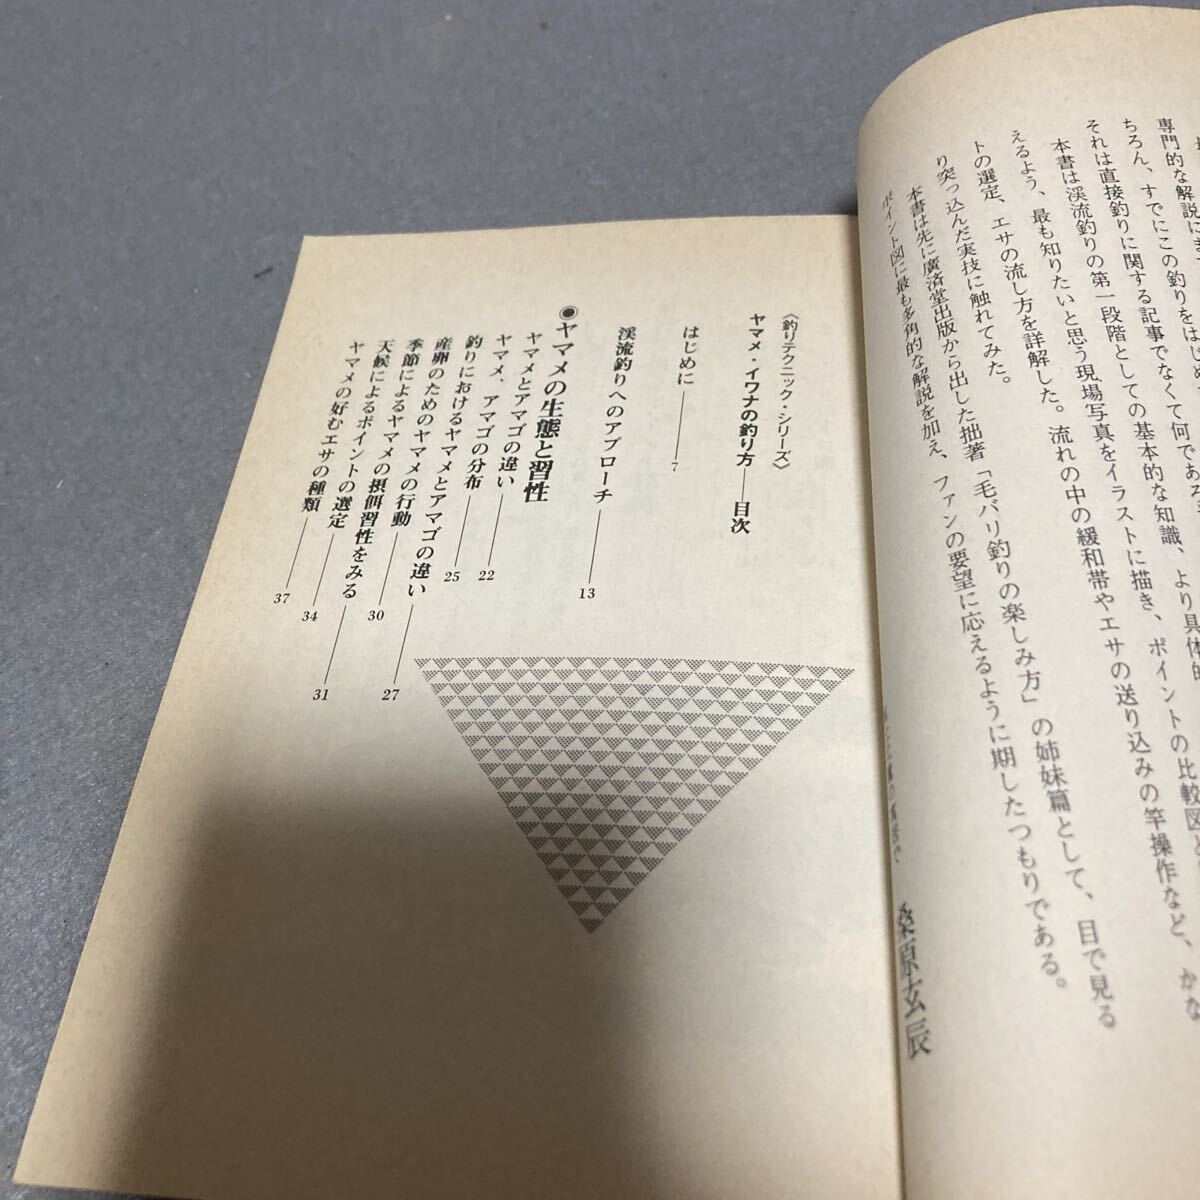 専門的な解説にま
ちろん、すでにこの釣りをはじめ
それは直接釣りに関する記事でなくて何である
本書は渓流釣りの第一段階としての基本的な知識、より具体的
えるよう、最も知りたいと思う現場写真をイラストに描き、ポイントの比較図と
トの選定、エサの流し方を詳解した。流れの中の緩和帯やエサの送り込みの竿操作など、かな
り突っ込んだ実技に触れてみた。
本書は先に廣済堂出版から出した拙著「毛バリ釣りの楽しみ方」の姉妹篇として、目で見る
ポイント図に最も多角的な解説を加え、ファンの要望に応えるように期したつもりである。
桑原玄辰
〈釣りテクニック・シリーズ〉
ヤマメ・イワナの釣り方——目次
はじめに——7
渓流釣りへのアプローチ——13
◉ヤマメの生態と習性
ヤマメとアマゴの違い——22
ヤマメ、アマゴの分布——25
釣りにおけるヤマメとアマゴの違い——27
産卵のためのヤマメの行動——30
季節によるヤマメの摂餌習性をみる——31
天候によるポイントの選定——34
ヤマメの好むエサの種類——37